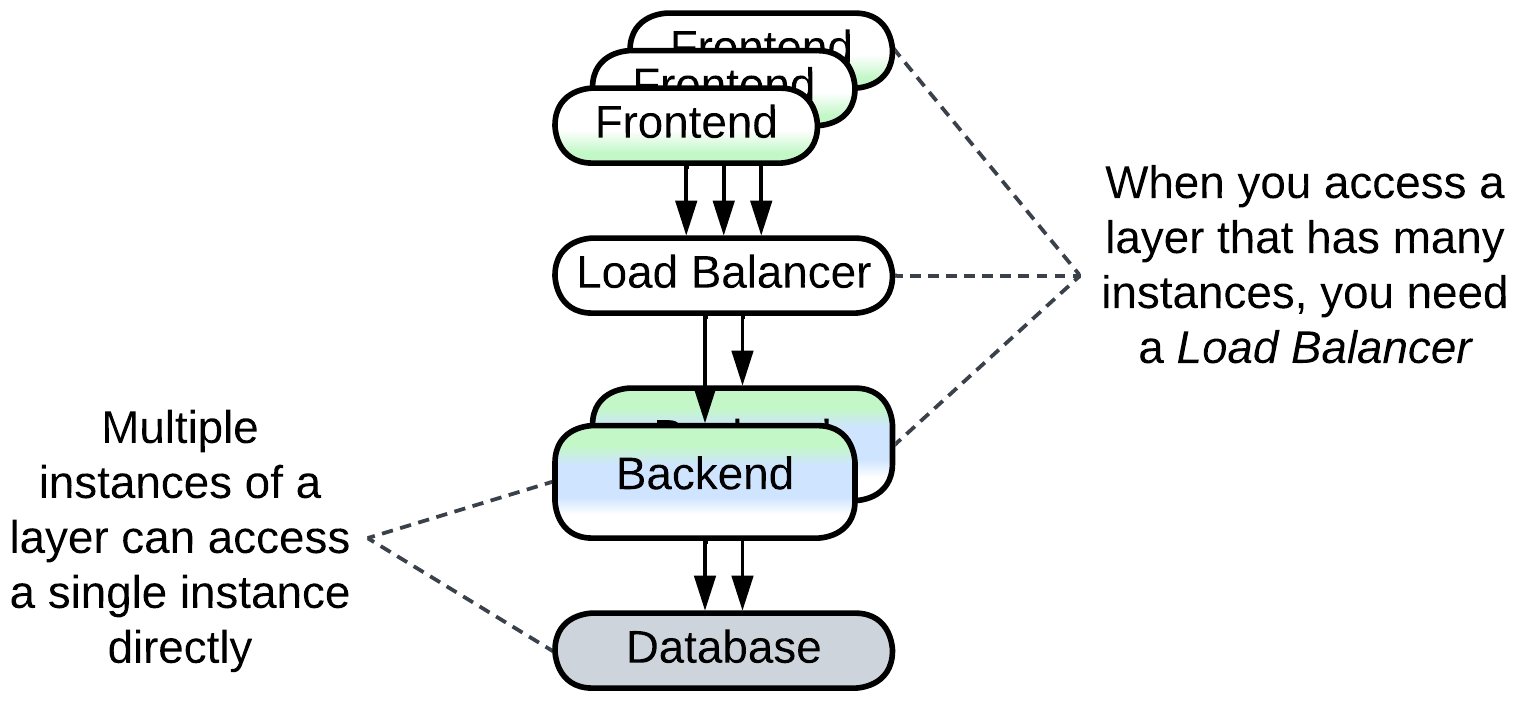 Frontend
Frontend
Frontend
Load Balancer
When you access a
layer that has many
instances, you need
a Load Balancer
Backend
Multiple
instances of a
layer can access
a single instance
directly
Database